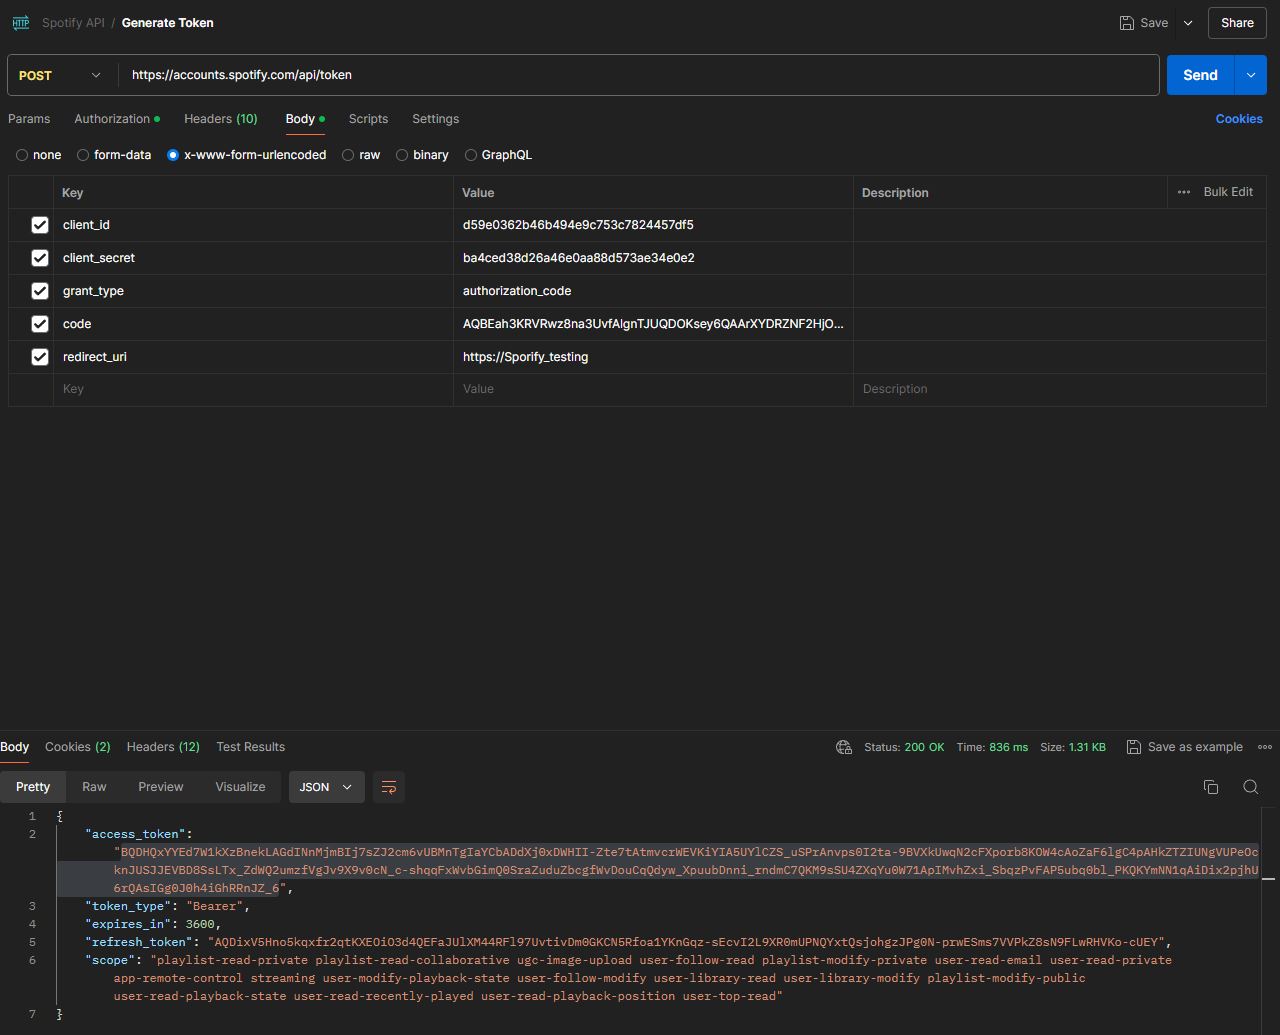 HTTP Spotify API / Generate Token Save Share
POST https://accounts.spotify.com/api/token Send
Params Authorization Headers (10) Body Scripts Settings Cookies
none form-data x-www-form-urlencoded raw binary GraphQL
Key Value Description ••• Bulk Edit
client_id d59e0362b46b494e9c753c7824457df5
client_secret ba4ced38d26a46e0aa88d573ae34e0e2
grant_type authorization_code
code AQBEah3KRVRwz8na3UvfAlgnTJUQDOKsey6QAArXYDRZNF2HjO...
redirect_uri https://Sporify_testing
Key Value Description
Body Cookies (2) Headers (12) Test Results Status: 200 OK Time: 836 ms Size: 1.31 KB Save as example
Pretty Raw Preview Visualize JSON
1 {
2 "access_token":
"BQDHQxYYEd7W1kXzBnekLAGdINnMjmBIj7sZJ2cm6vUBMnTgIaYCbADdXj0xDWHII-Zte7tAtmvcrWEVKiYIA5UYlCZS_uSPrAnvps0I2ta-9BVXkUwqN2cFXporb8KOW4cAoZaF6lgC4pAHkZTZIUNgVUPeOc
knJUSJJEVBD8SsLTx_ZdWQ2umzfVgJv9X9v0cN_c-shqqFxWvbGimQ0SraZuduZbcgfWvDouCqQdyw_XpuubDnni_rndmC7QKM9sSU4ZXqYu0W71ApIMvhZxi_SbqzPvFAP5ubq0bl_PKQKYmNN1qAiDix2pjhU
6rQAsIGg0J0h4iGhRRnJZ_6",
3 "token_type": "Bearer",
4 "expires_in": 3600,
5 "refresh_token": "AQDixV5Hno5kqxfr2qtKXEOiO3d4QEFaJUlXM44RFl97UvtivDm0GKCN5Rfoa1YKnGqz-sEcvI2L9XR0mUPNQYxtQsjohgzJPg0N-prwESms7VVPkZ8sN9FLwRHVKo-cUEY",
6 "scope": "playlist-read-private playlist-read-collaborative ugc-image-upload user-follow-read playlist-modify-private user-read-email user-read-private
app-remote-control streaming user-modify-playback-state user-follow-modify user-library-read user-library-modify playlist-modify-public
user-read-playback-state user-read-recently-played user-read-playback-position user-top-read"
7 }